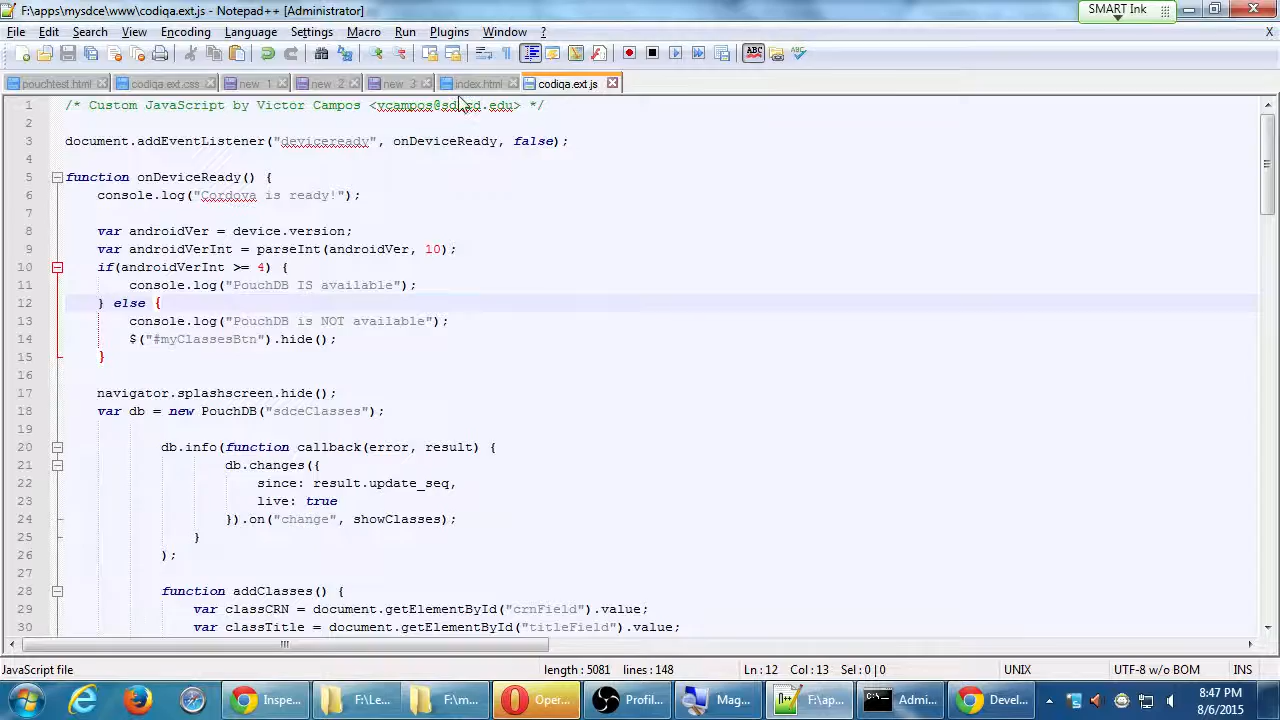 F:\apps\mysdce\www\codiqa.ext.js - Notepad++ [Administrator]
SMART Ink
File Edit Search View Encoding Language Settings Macro Run Plugins Window ? X
pouchtest.html codiqa.ext.css new 1 new 2 new 3 index.html codiqa.ext.js
1 /* Custom JavaScript by Victor Campos <vcampos@sdccd.edu> */
2
3 document.addEventListener("deviceready", onDeviceReady, false);
4
5 function onDeviceReady() {
6 console.log("Cordova is ready!");
7
8 var androidVer = device.version;
9 var androidVerInt = parseInt(androidVer, 10);
10 if(androidVerInt >= 4) {
11 console.log("PouchDB IS available");
12 } else {
13 console.log("PouchDB is NOT available");
14 $("#myClassesBtn").hide();
15 }
16
17 navigator.splashscreen.hide();
18 var db = new PouchDB("sdceClasses");
19
20 db.info(function callback(error, result) {
21 db.changes({
22 since: result.update_seq,
23 live: true
24 }).on("change", showClasses);
25 }
26 );
27
28 function addClasses() {
29 var classCRN = document.getElementById("crnField").value;
30 var classTitle = document.getElementById("titleField").value;
JavaScript file length : 5081 lines : 148 Ln : 12 Col : 13 Sel : 0 | 0 UNIX UTF-8 w/o BOM INS
Inspe... F:\Le... F:\m... Oper... Profil... Mag... F:\ap... Admi... Devel...
8:47 PM
8/6/2015